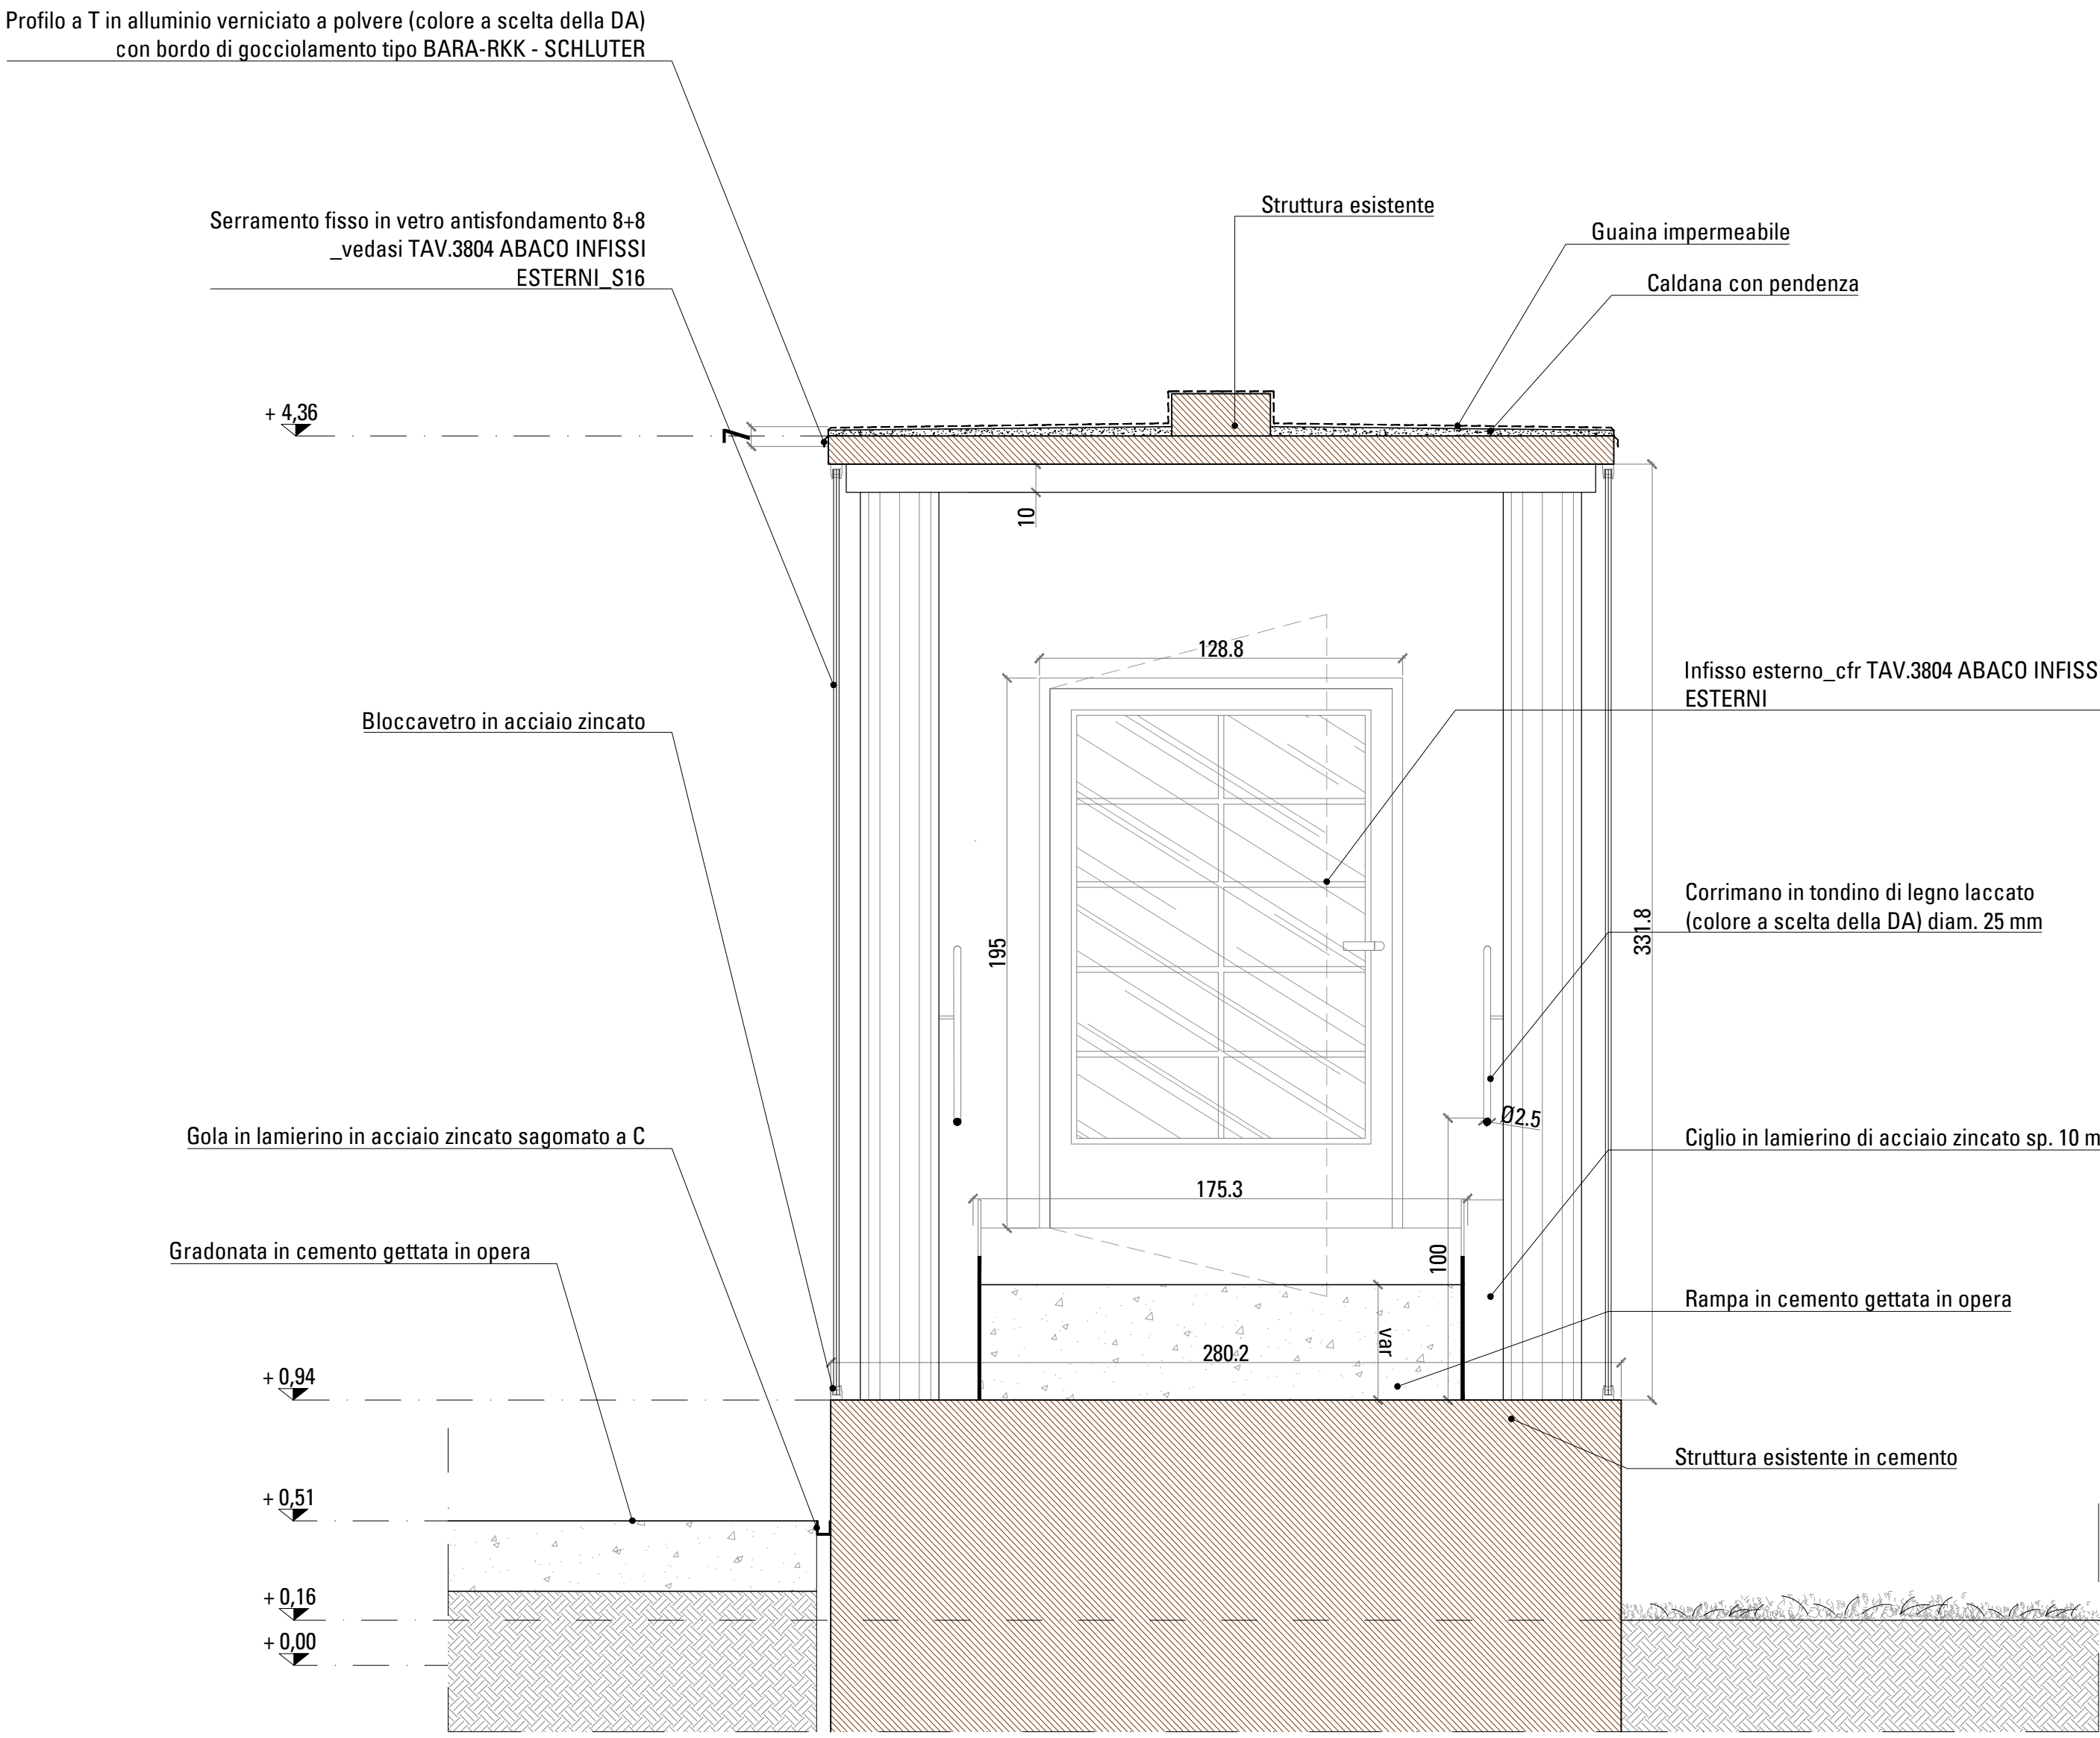 Profilo a T in alluminio verniciato a polvere (colore a scelta della DA)
con bordo di gocciolamento tipo BARA-RKK - SCHLUTER
Struttura esistente
Serramento fisso in vetro antisfondamento 8+8
_vedasi TAV.3804 ABACO INFISSI
ESTERNI_S16
Guaina impermeabile
Caldana con pendenza
+ 4,36
7
10
128.8
Infisso esterno_cfr TAV.3804 ABACO INFISS
ESTERNI
Bloccavetro in acciaio zincato
Corrimano in tondino di legno laccato
(colore a scelta della DA) diam. 25 mm
331.8
195
Ø2.5
Gola in lamierino in acciaio zincato sagomato a C
Ciglio in lamierino di acciaio zincato sp. 10 m
175.3
Gradonata in cemento gettata in opera
100
Rampa in cemento gettata in opera
var
280.2
+ 0,94
Struttura esistente in cemento
+ 0,51
+ 0,16
+ 0,00